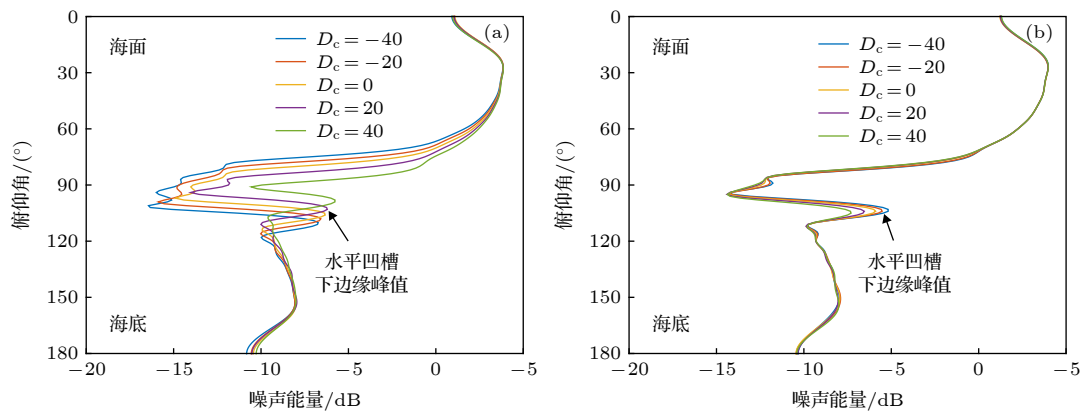 (a)
海面
D_c = −40
D_c = −20
D_c = 0
D_c = 20
D_c = 40
水平凹槽
下边缘峰值
海底
0
30
60
90
120
150
180
俯仰角/(°)
−20
−15
−10
−5
0
−5
噪声能量/dB
(b)
海面
D_c = −40
D_c = −20
D_c = 0
D_c = 20
D_c = 40
水平凹槽
下边缘峰值
海底
0
30
60
90
120
150
180
俯仰角/(°)
−20
−15
−10
−5
0
−5
噪声能量/dB